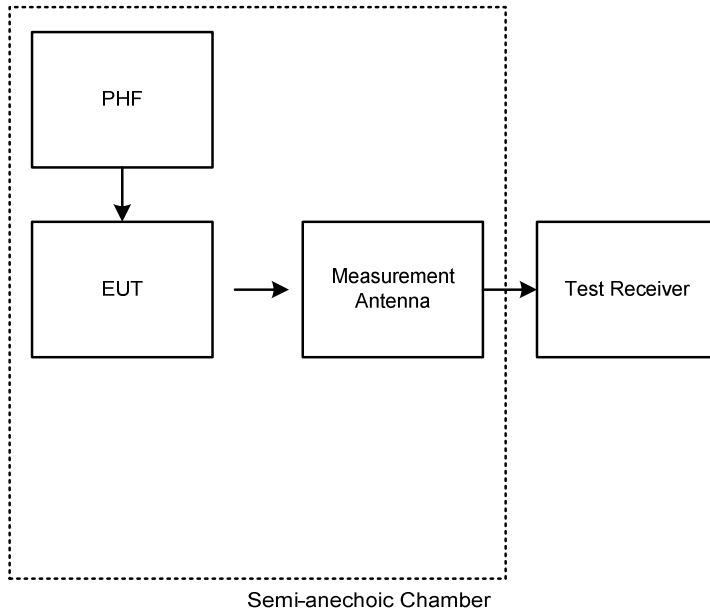 PHF
EUT
Measurement
Antenna
Test Receiver
Semi-anechoic Chamber